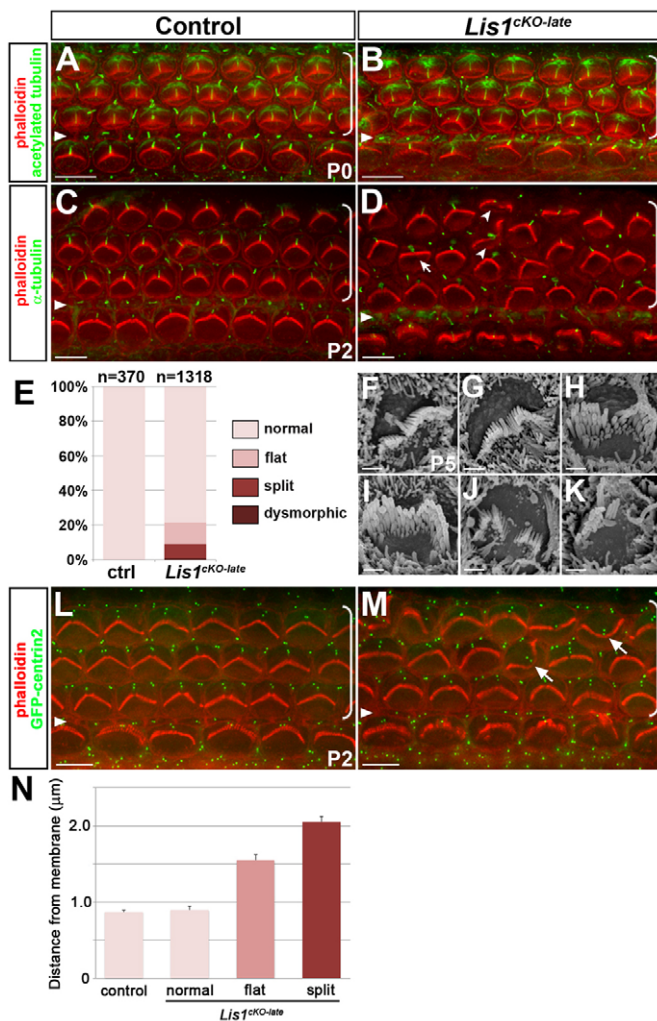 Control
Lis1cKO-late
phalloidin
acetylated tubulin
A
B
P0
phalloidin
α-tubulin
C
D
P2
E
n=370 n=1318
100%
80%
60%
40%
20%
0%
normal
flat
split
dysmorphic
ctrl Lis1cKO-late
F
G
H
P5
I
J
K
phalloidin
GFP-centrin2
L
M
P2
N
Distance from membrane (μm)
2.0
1.0
0
control normal flat split
Lis1cKO-late